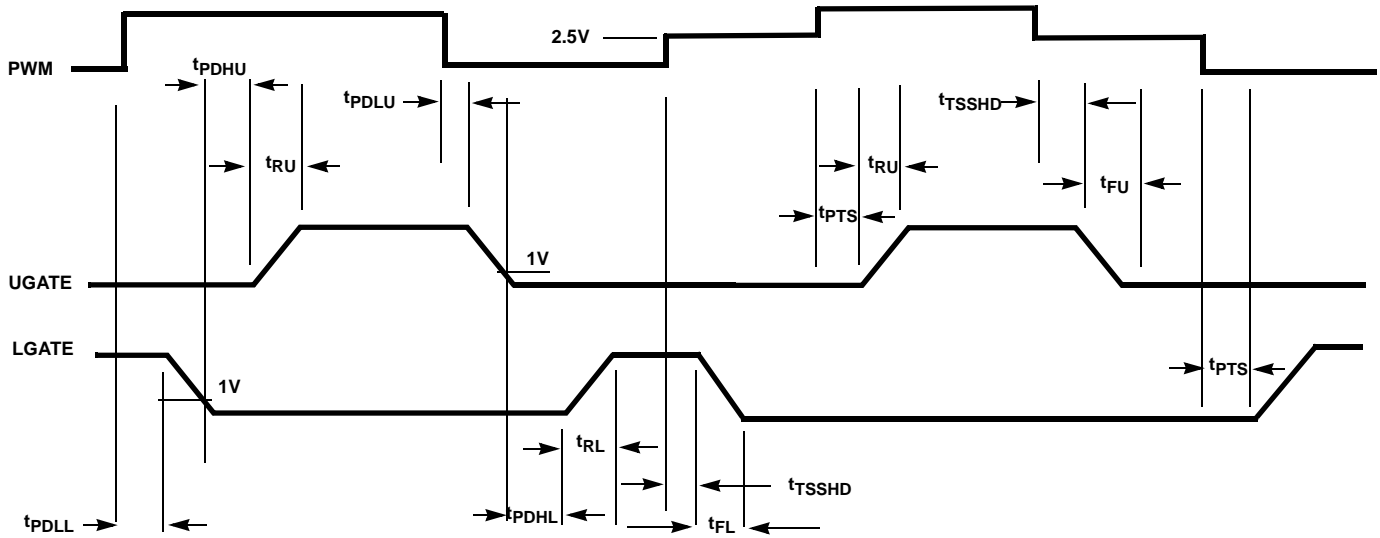 2.5V
PWM
tPDHU
tPDLU
tTSSHD
tRU
tRU
tFU
tPTS
1V
UGATE
LGATE
tPTS
1V
tRL
tTSSHD
tPDLL
tPDHL
tFL